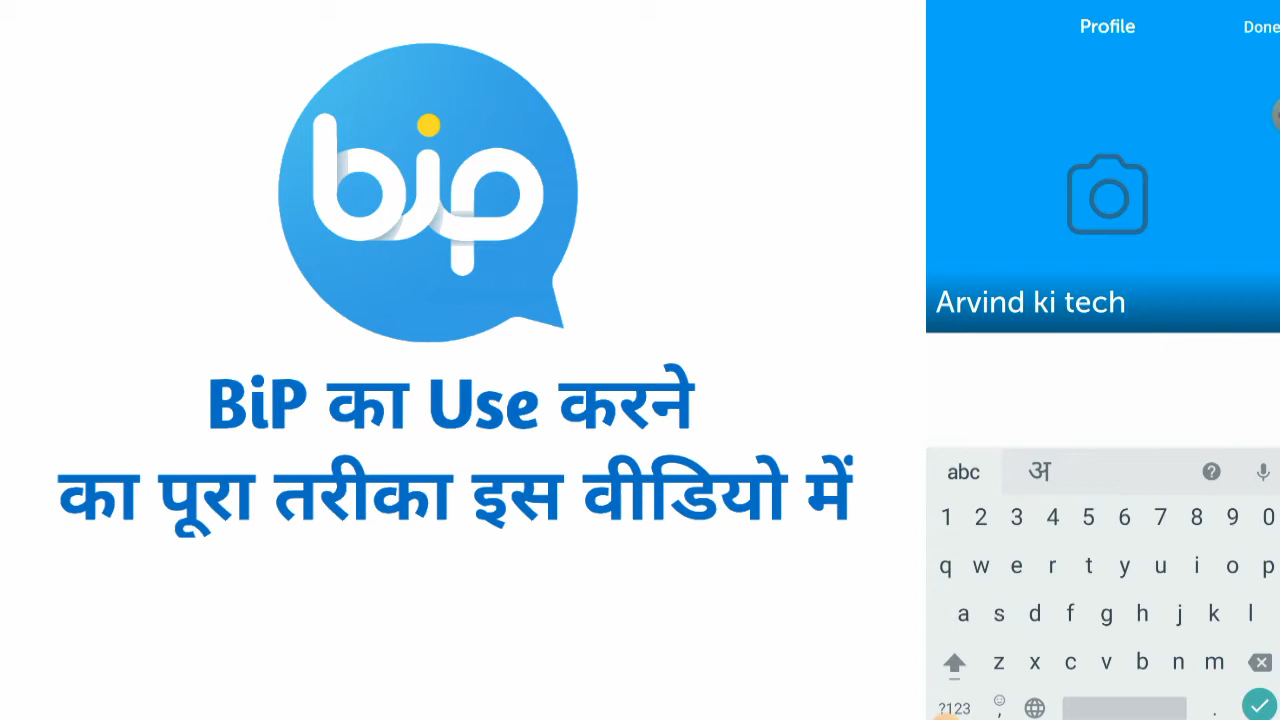 bip
BiP का Use करने
का पूरा तरीका इस वीडियो में
Profile
Done
Arvind ki tech
abc अ
1 2 3 4 5 6 7 8 9 0
q w e r t y u i o p
a s d f g h j k l
z x c v b n m
?123 , .